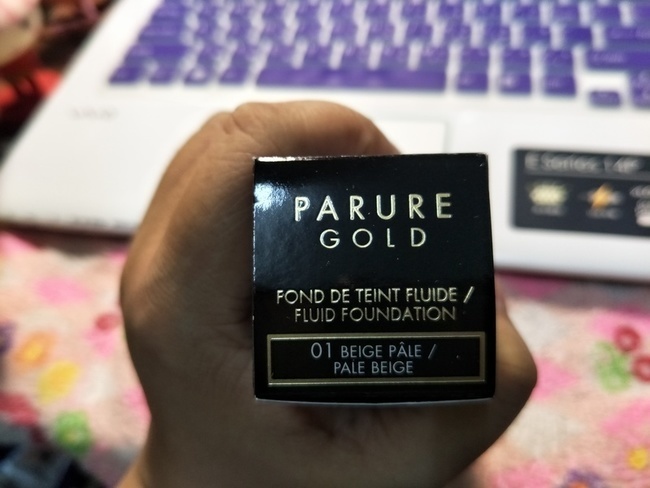 PARURE
GOLD
FOND DE TEINT FLUIDE /
FLUID FOUNDATION
01 BEIGE PÂLE /
PALE BEIGE